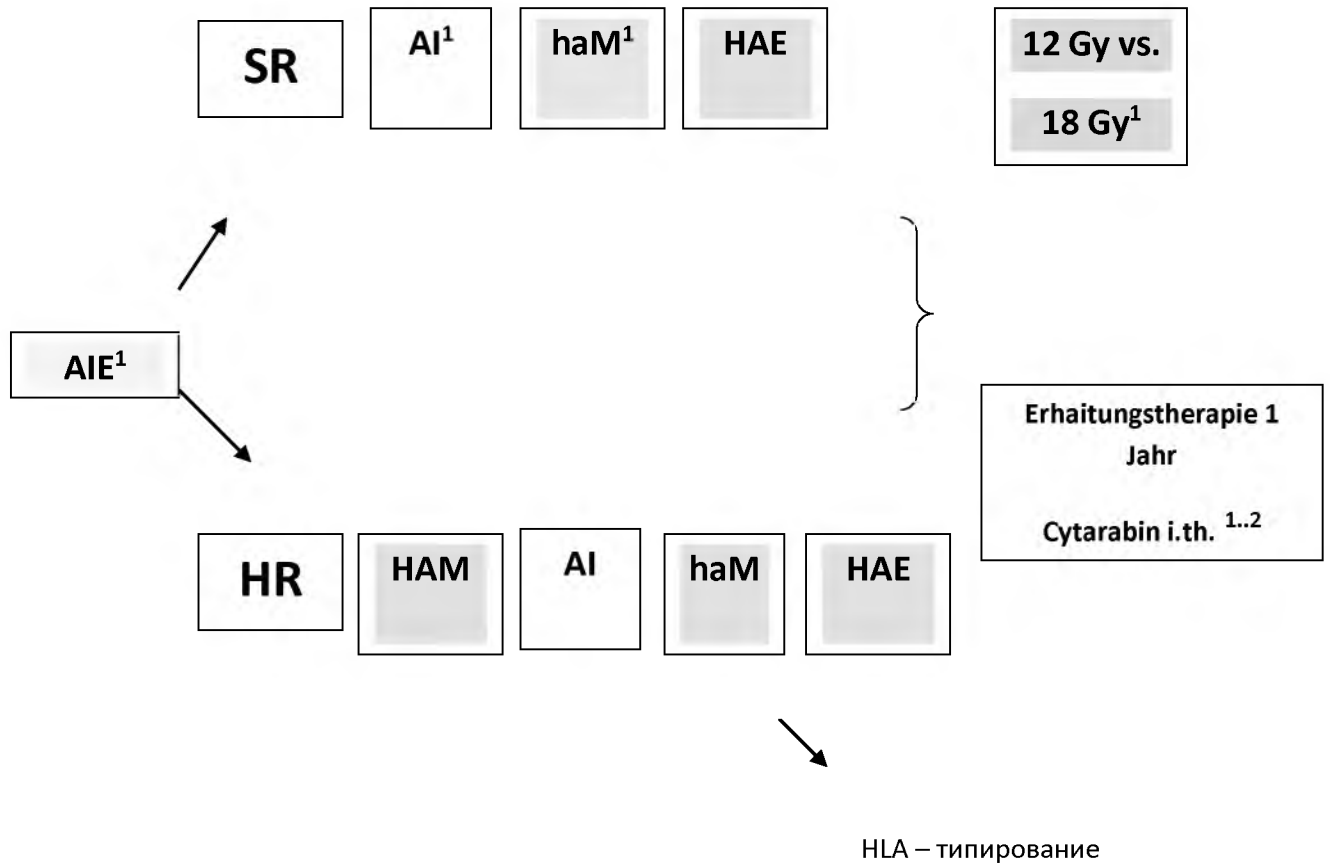 SR
AI¹
haM¹
HAE
12 Gy vs.
18 Gy¹
AIE¹
Erhaitungstherapie 1
Jahr
Cytarabin i.th. ¹··²
HR
HAM
AI
haM
HAE
HLA – типирование